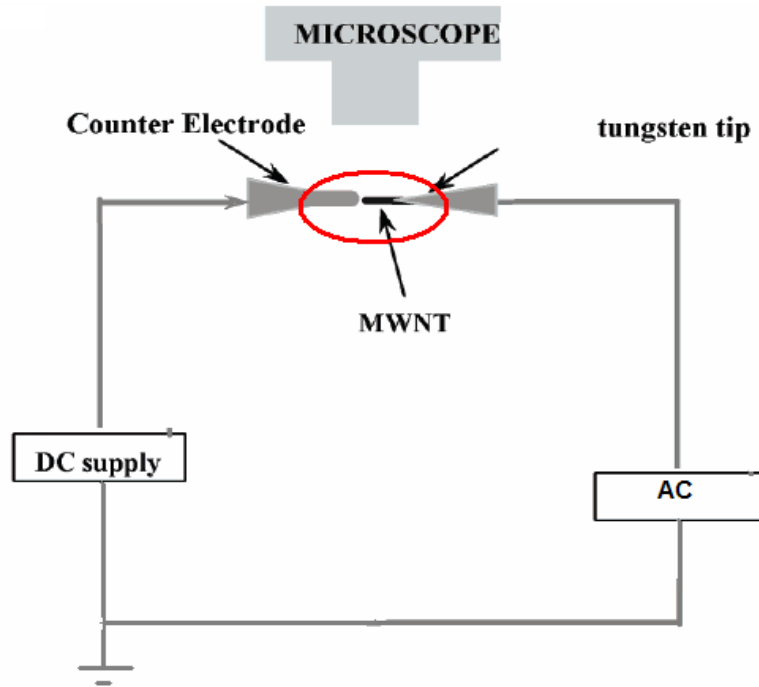 MICROSCOPE
Counter Electrode
tungsten tip
MWNT
DC supply
AC